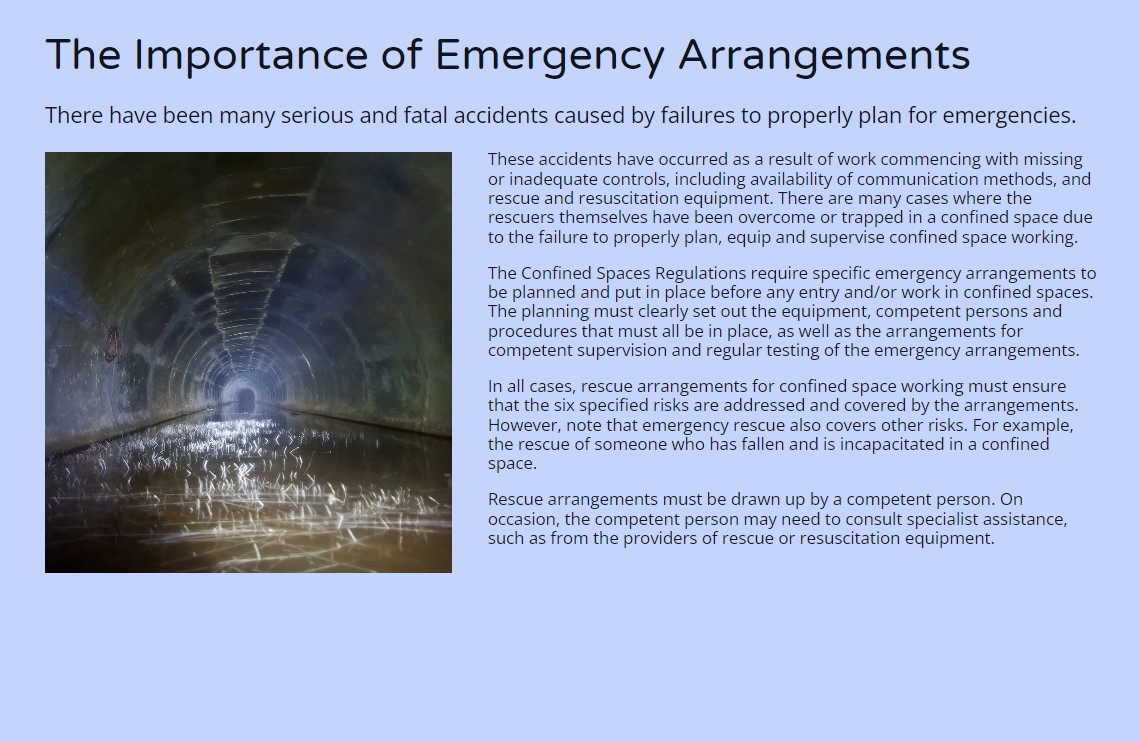 The Importance of Emergency Arrangements
There have been many serious and fatal accidents caused by failures to properly plan for emergencies.
These accidents have occurred as a result of work commencing with missing
or inadequate controls, including availability of communication methods, and
rescue and resuscitation equipment. There are many cases where the
rescuers themselves have been overcome or trapped in a confined space due
to the failure to properly plan, equip and supervise confined space working.
The Confined Spaces Regulations require specific emergency arrangements to
be planned and put in place before any entry and/or work in confined spaces.
The planning must clearly set out the equipment, competent persons and
procedures that must all be in place, as well as the arrangements for
competent supervision and regular testing of the emergency arrangements.
In all cases, rescue arrangements for confined space working must ensure
that the six specified risks are addressed and covered by the arrangements.
However, note that emergency rescue also covers other risks. For example,
the rescue of someone who has fallen and is incapacitated in a confined
space.
Rescue arrangements must be drawn up by a competent person. On
occasion, the competent person may need to consult specialist assistance,
such as from the providers of rescue or resuscitation equipment.